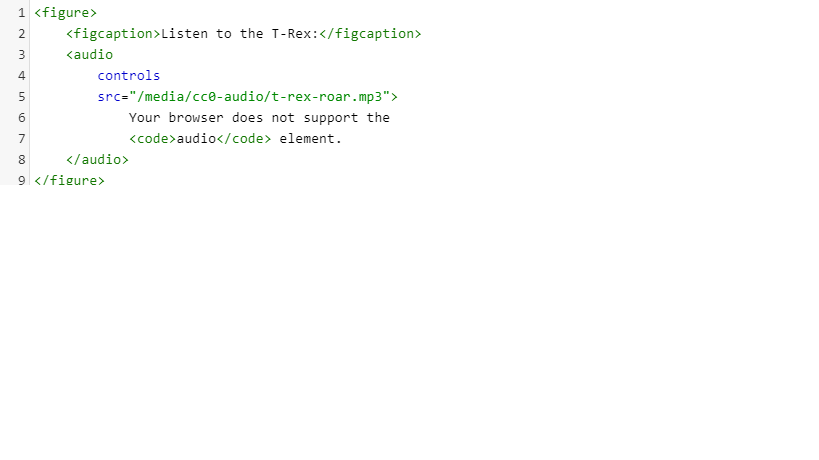 1 <figure>
2     <figcaption>Listen to the T-Rex:</figcaption>
3     <audio
4         controls
5         src="/media/cc0-audio/t-rex-roar.mp3">
6             Your browser does not support the
7             <code>audio</code> element.
8     </audio>
9 </figure>